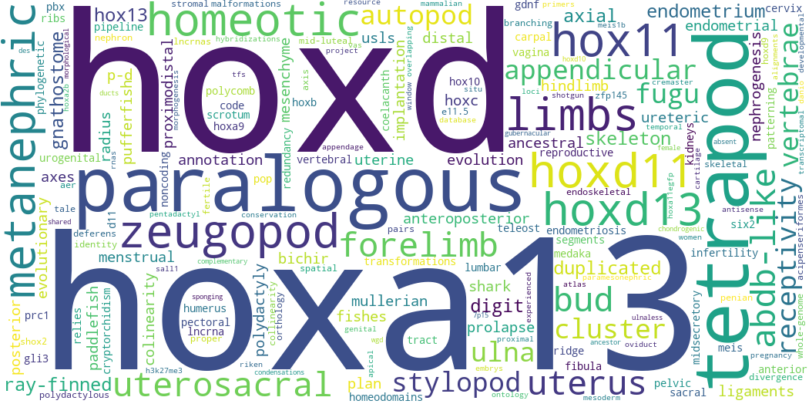 hoxd
hoxa13
tetrapod
paralogous
homeotic
zeugopod
limbs
hox11
hoxd11
hoxd13
forelimb
metanephric
uterosacral
stylopod
uterus
bud
cluster
ulna
autopod
appendicular
fugu
abdb-like
receptivity
vertebrae
ligaments
hox13
usls
axial
distal
gnathostome
proximodistal
mesenchyme
implantation
hindlimb
skeleton
ancestral
ureteric
nephrogenesis
endometrium
endometrial
pufferfish
p-d
radius
code
scrotum
hoxa9
hoxb
hoxc
hox10
coelacanth
annotation
vertebral
uterine
evolution
reproductive
redundancy
axes
evolutionary
posterior
menstrual
anteroposterior
teleost
endometriosis
segments
medaka
duplicated
six2
infertility
polydactyly
bichir
transformations
lumbar
mullerian
shark
digit
fishes
prolapse
humerus
pectoral
colinearity
paddlefish
cryptorchidism
ray-finned
prc1
gli3
relies
shox2
lncrna
tract
plan
ridge
fibula
homeodomains
pelvic
sacral
anterior
divergence
meis
midsecretory
patterning
kidneys
urogenital
phylogenetic
pbx
ribs
pipeline
lncrnas
noncoding
polycomb
stromal
malformations
gdnf
branching
carpal
vagina
cervix
mid-luteal
axis
e11.5
zfp145
loci
situ
shotgun
primers
resource
mammalian
project
window
overlapping
database
temporal
skeletal
cartilage
antisense
absent
female
women
atlas
penian
oviduct
pregnancy
ontology
mesoderm
proximal
ancestor
apical
genital
appendage
endoskeletal
spatial
identity
pairs
conservation
pentadactyl
fertile
pop
aer
tale
d11
deferens
shared
sall1
complementary
sponging
experienced
proper
orthology
collinearity
h3k27me3
riken
condensations
polydactylous
ducts
nephron
morphogenesis
hybridizations
tfs
cremaster
gubernacular
chondrogenic
paramesonephric
ulnaless
acipenseriformes
transcriptional
developmental
alignments
morphological
meis1b